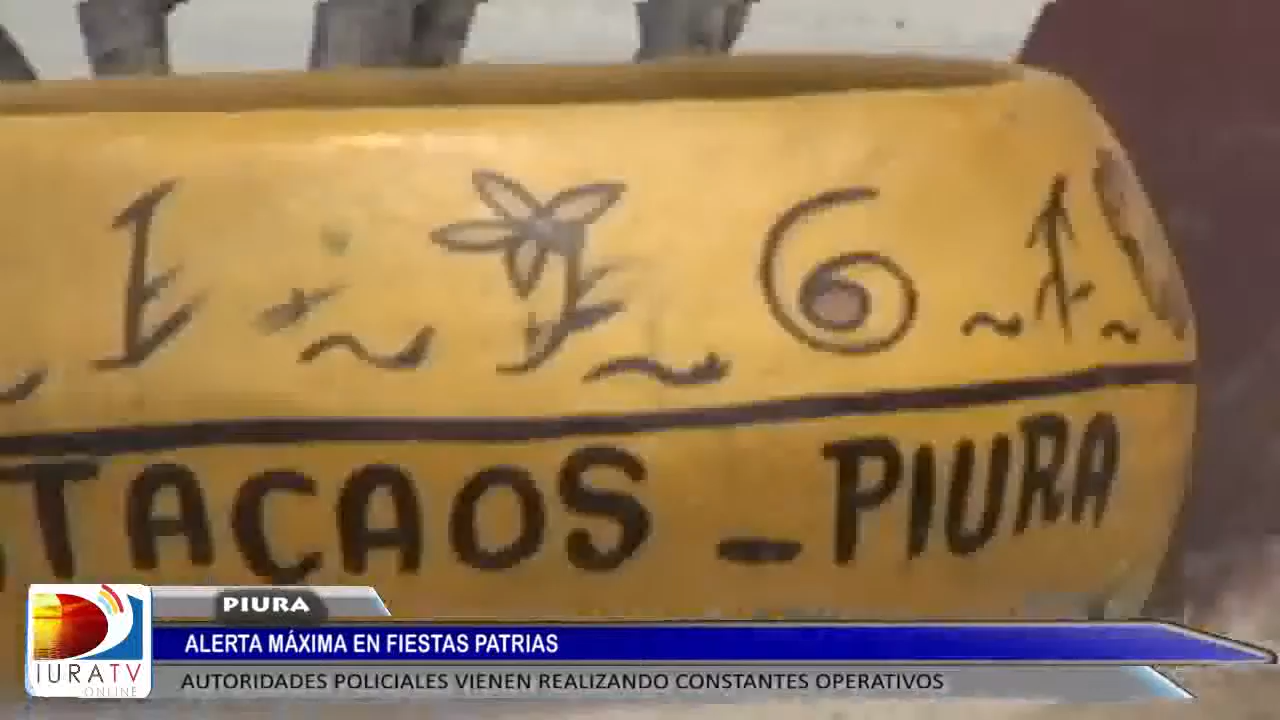 TACAOS - PIURA
PIURA
ALERTA MÁXIMA EN FIESTAS PATRIAS
AUTORIDADES POLICIALES VIENEN REALIZANDO CONSTANTES OPERATIVOS
IURATV
ONLINE